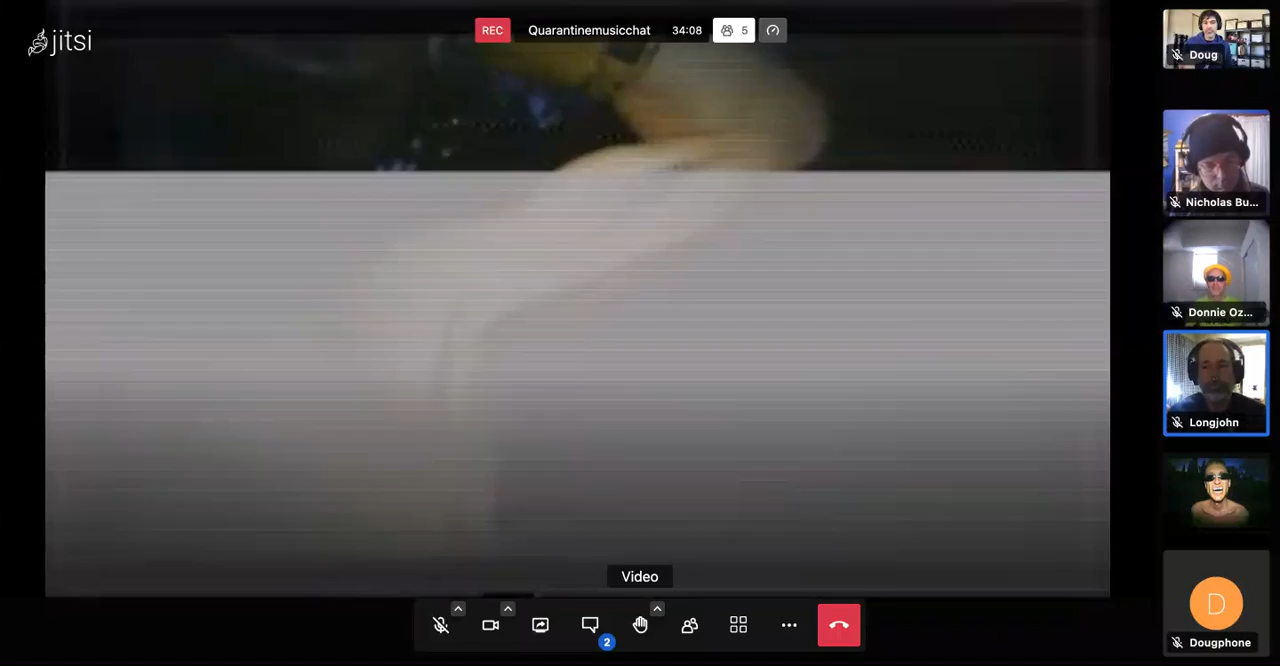 jitsi
REC Quarantinemusicchat 34:08 5
Doug
Nicholas Bu...
Donnie Oz...
Longjohn
Video
2
D
Dougphone